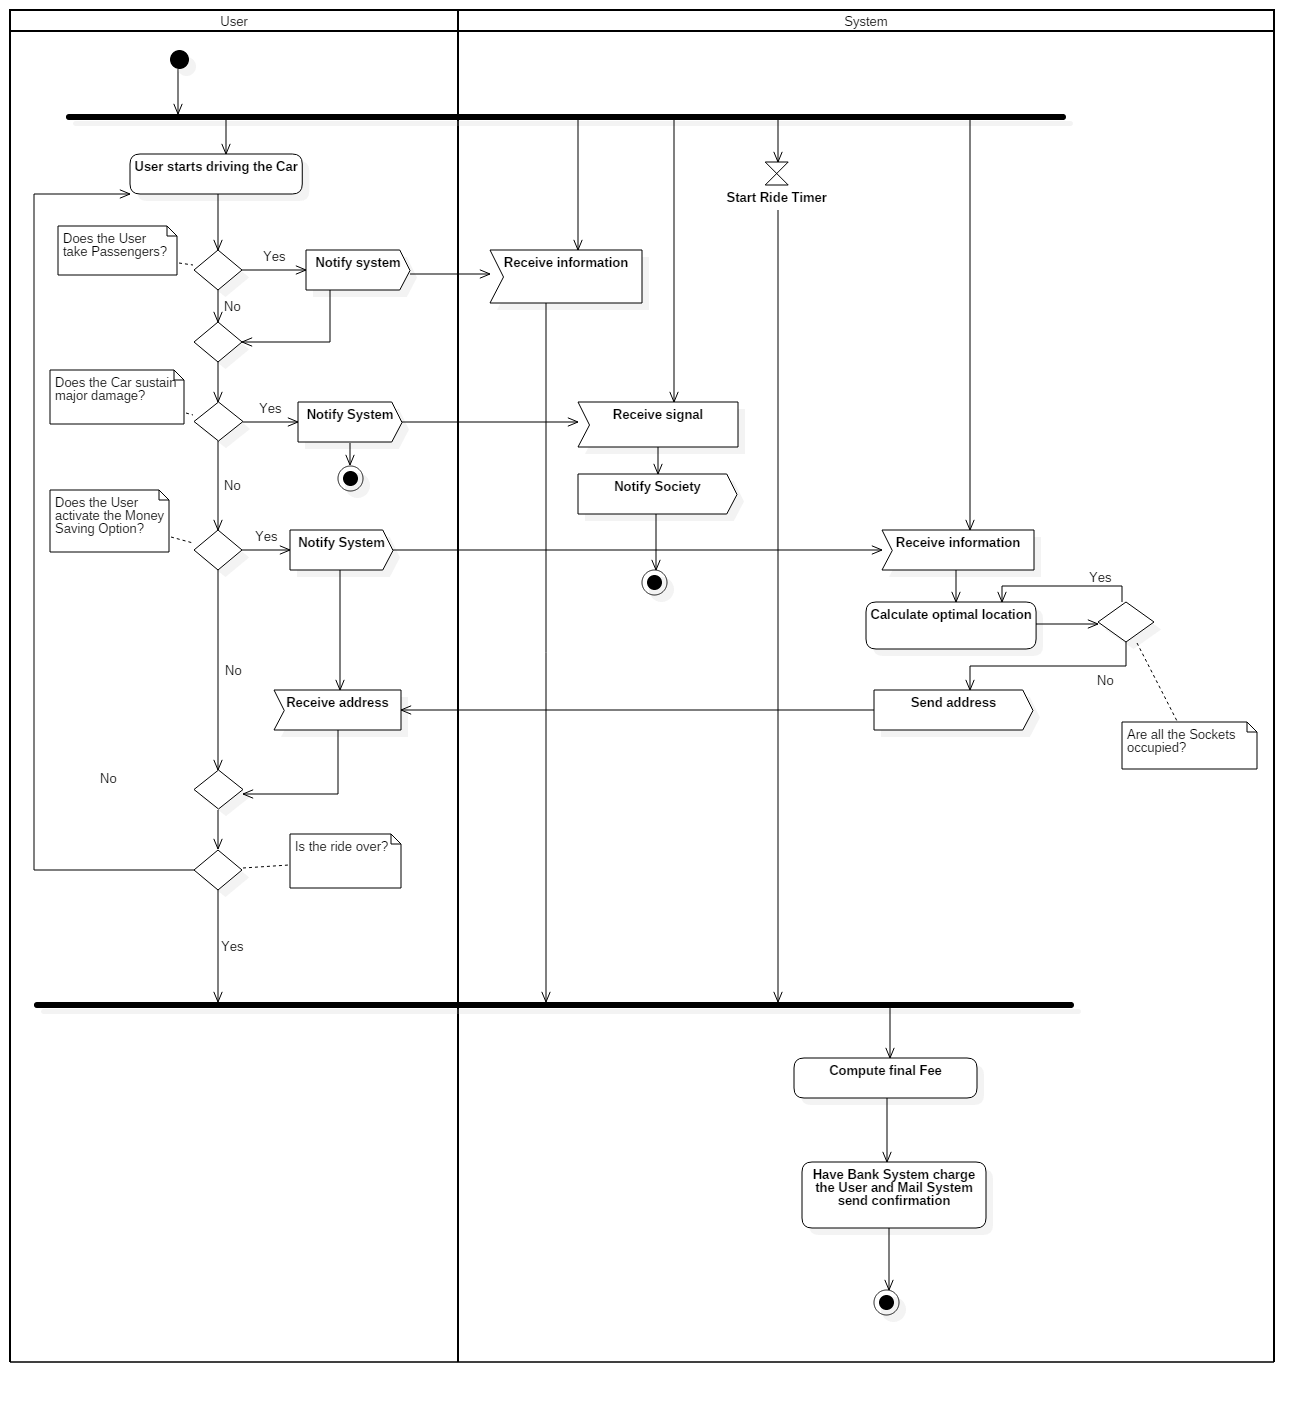 User
System
User starts driving the Car
Start Ride Timer
Does the User
take Passengers?
Yes
Notify system
Receive information
No
Does the Car sustain
major damage?
Yes
Notify System
Receive signal
No
Notify Society
Does the User
activate the Money
Saving Option?
Yes
Notify System
Receive information
Yes
Calculate optimal location
No
No
Receive address
Send address
Are all the Sockets
occupied?
No
Is the ride over?
Yes
Compute final Fee
Have Bank System charge
the User and Mail System
send confirmation